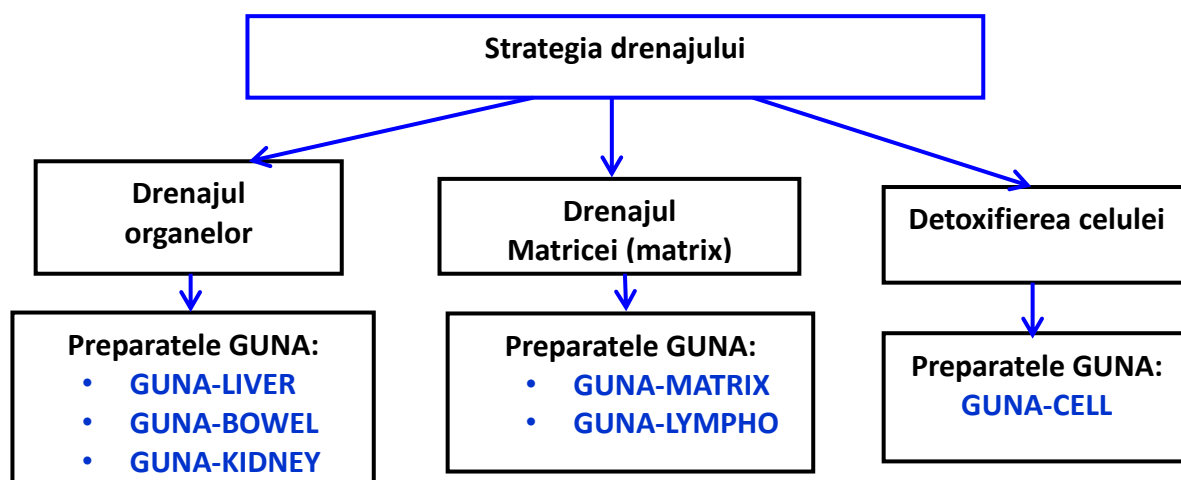 Strategia drenajului
Drenajul
organelor
Drenajul
Matricei (matrix)
Detoxifierea celulei
Preparatele GUNA:
• GUNA-LIVER
• GUNA-BOWEL
• GUNA-KIDNEY
Preparatele GUNA:
• GUNA-MATRIX
• GUNA-LYMPHO
Preparatele GUNA:
GUNA-CELL